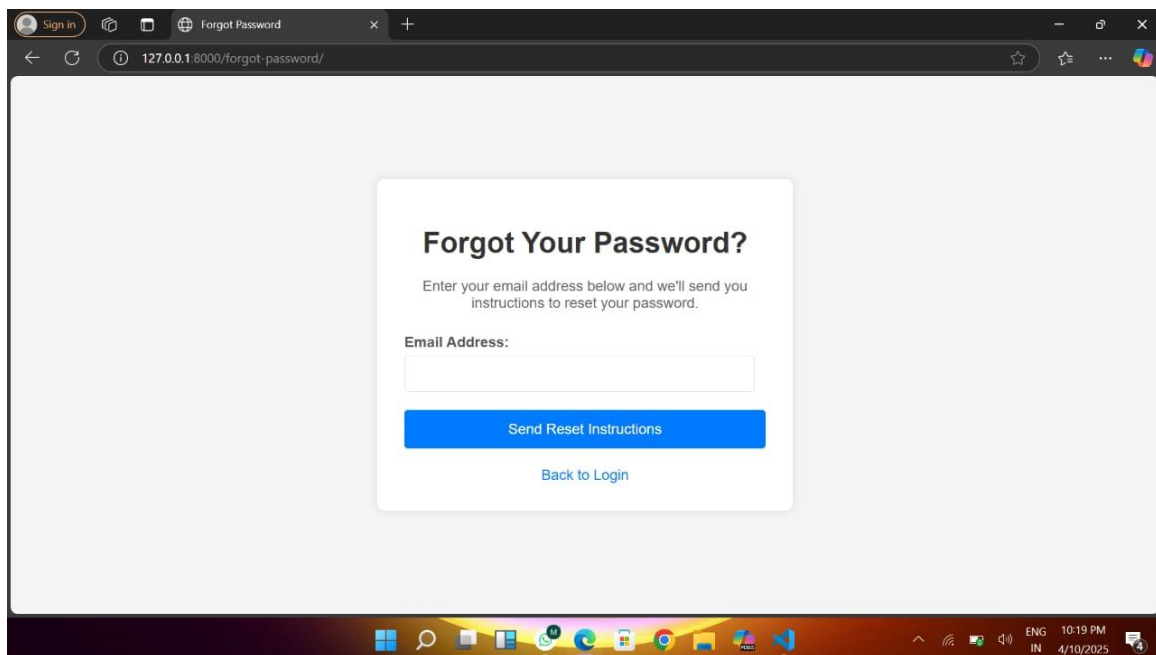 Sign in
Forgot Password
127.0.0.1:8000/forgot-password/
Forgot Your Password?
Enter your email address below and we'll send you
instructions to reset your password.
Email Address:
Send Reset Instructions
Back to Login
M
ENG
IN
10:19 PM
4/10/2025
4